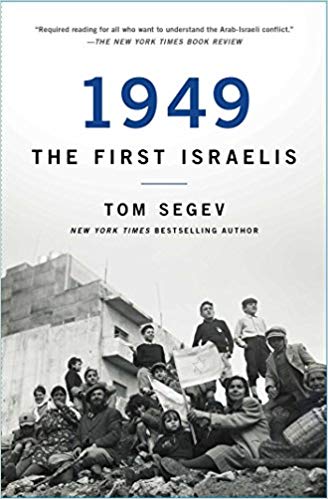 "Required reading for all who want to understand the Arab-Israeli conflict."
—THE NEW YORK TIMES BOOK REVIEW
1949
THE FIRST ISRAELIS
TOM SEGEV
NEW YORK TIMES BESTSELLING AUTHOR